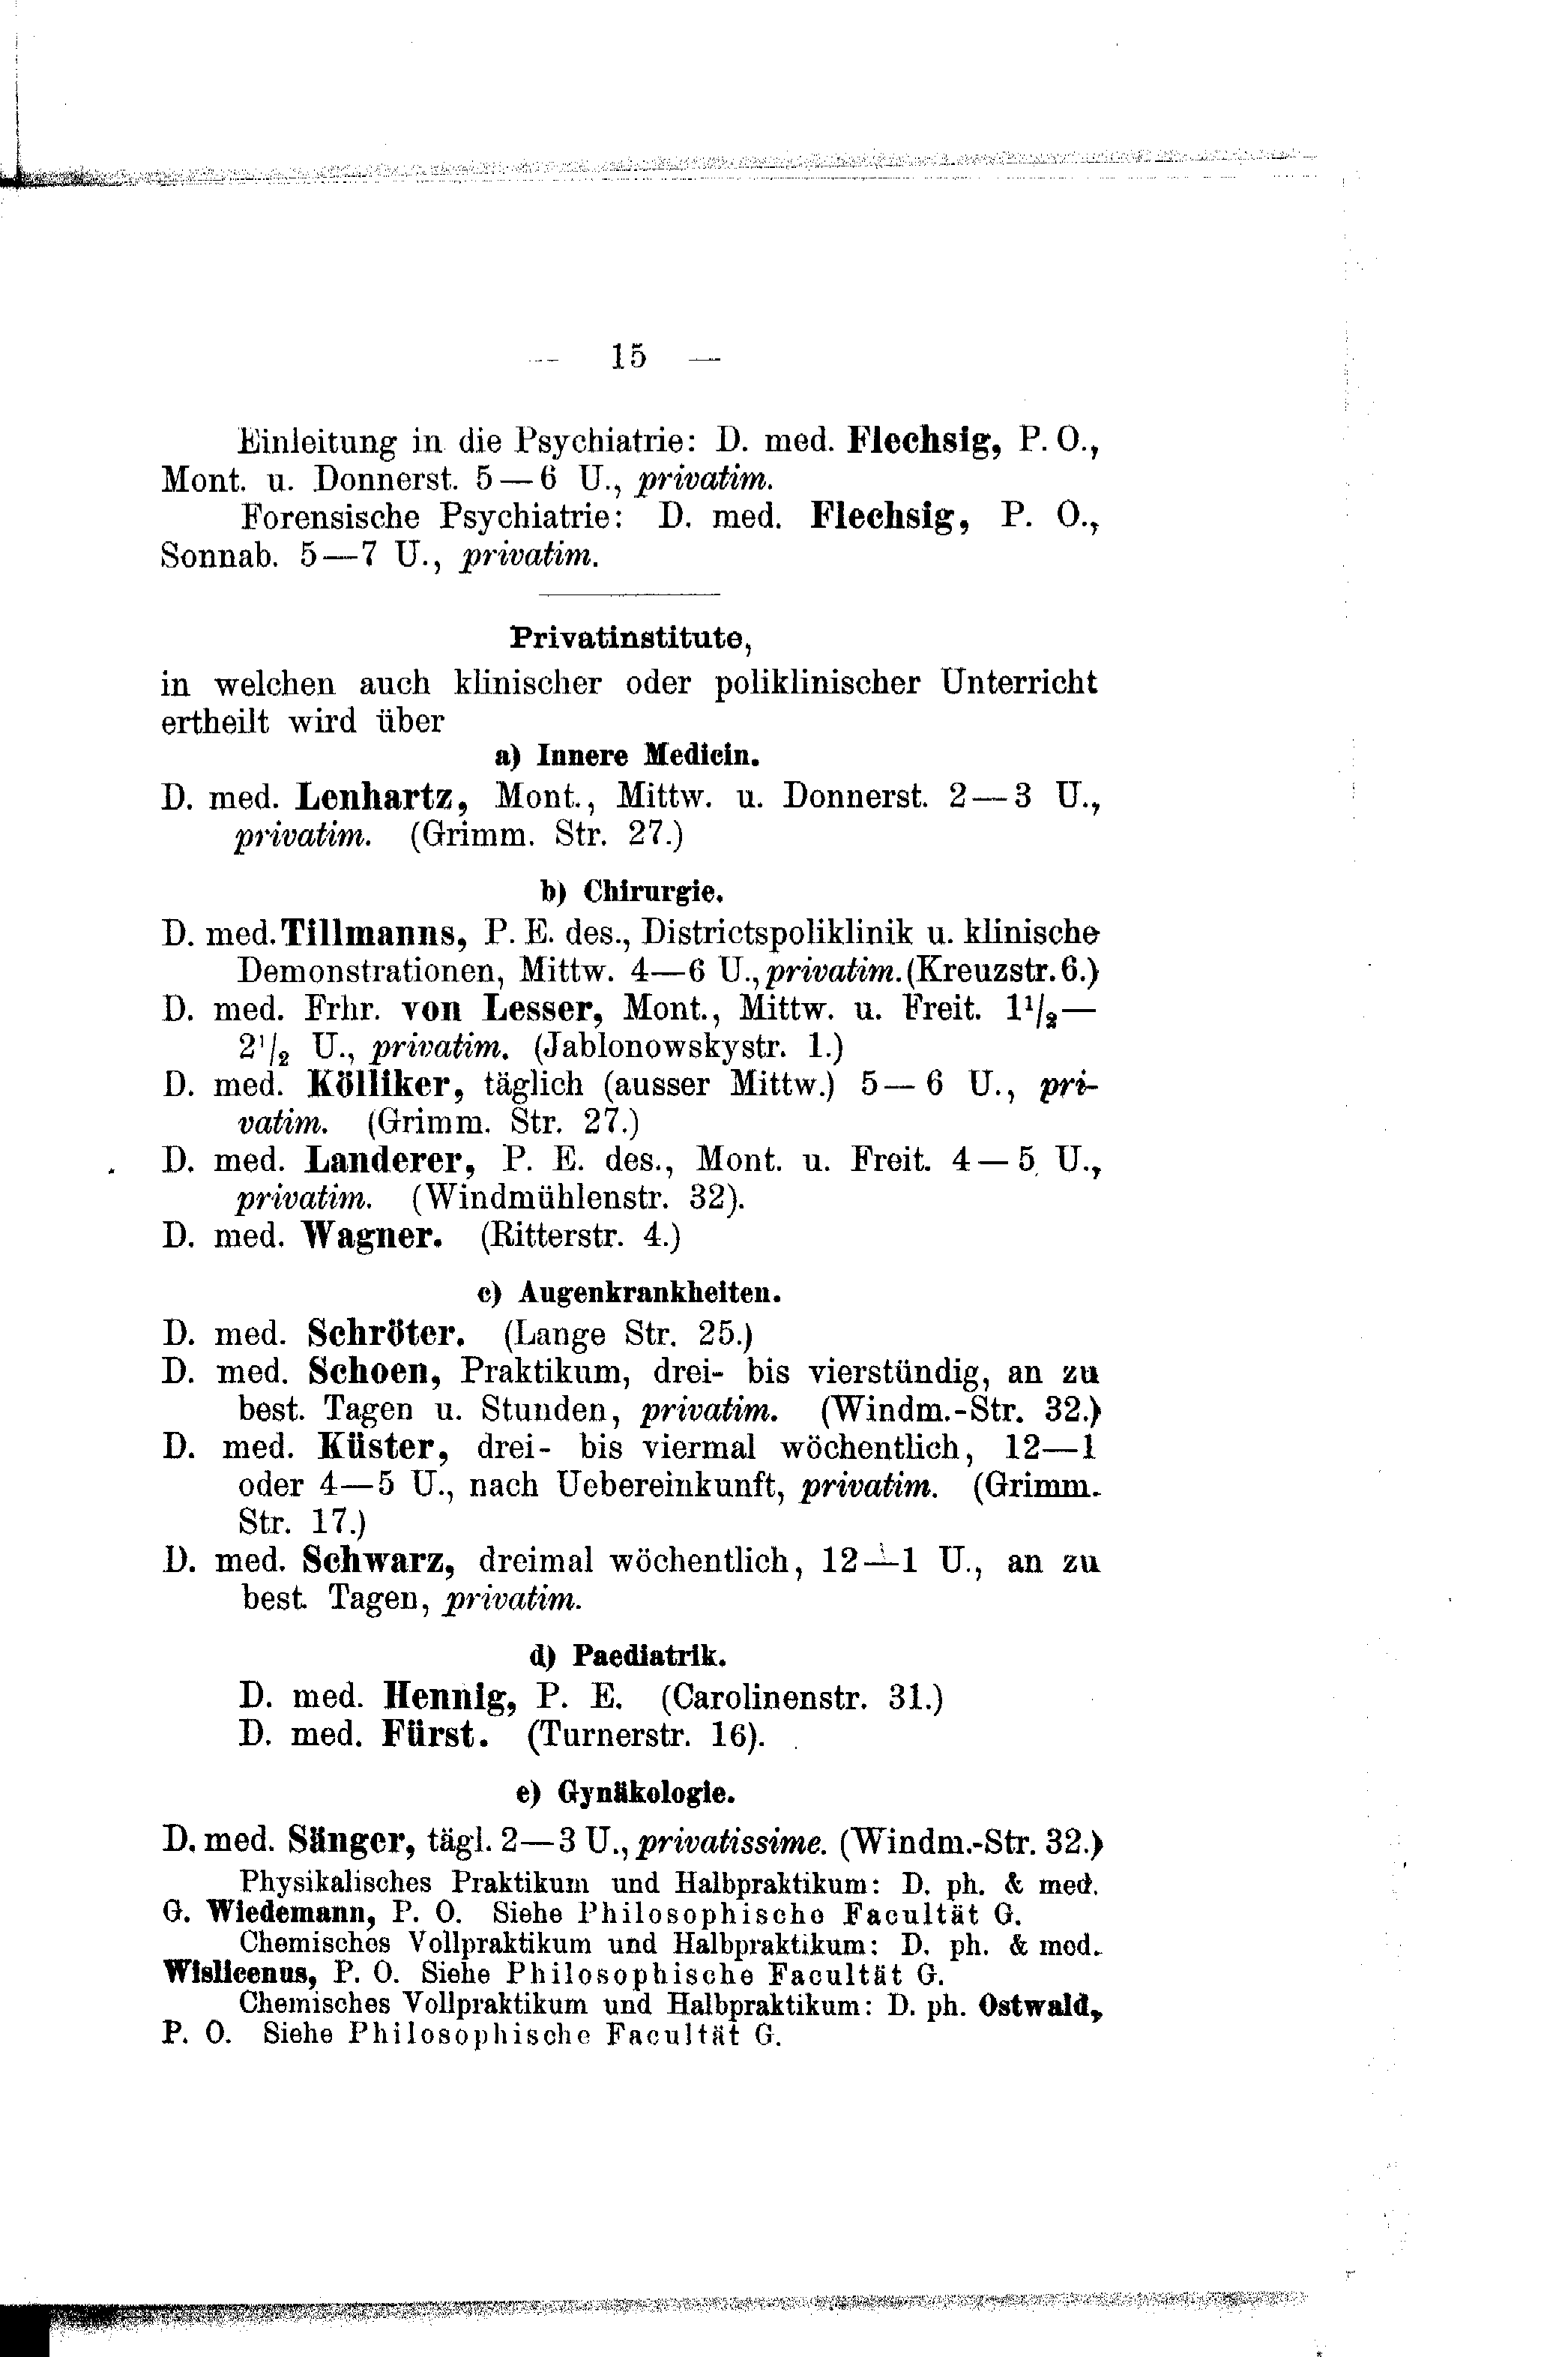 — 15 —
Einleitung in die Psychiatrie: D. med. Flechsig, P. O.,
Mont. u. Donnerst. 5—6 U., privatim.
Forensische Psychiatrie: D. med. Flechsig, P. O.,
Sonnab. 5—7 U., privatim.
Privatinstitute,
in welchen auch klinischer oder poliklinischer Unterricht
ertheilt wird über
a) Innere Medicin.
D. med. Lenhartz, Mont., Mittw. u. Donnerst. 2—3 U.,
privatim. (Grimm. Str. 27.)
b) Chirurgie.
D. med. Tillmanns, P. E. des., Districtspoliklinik u. klinische
Demonstrationen, Mittw. 4—6 U., privatim. (Kreuzstr. 6.)
D. med. Frhr. von Lesser, Mont., Mittw. u. Freit. 1¹/₂—
2¹/₂ U., privatim. (Jablonowskystr. 1.)
D. med. Kölliker, täglich (ausser Mittw.) 5—6 U., pri-
vatim. (Grimm. Str. 27.)
D. med. Landerer, P. E. des., Mont. u. Freit. 4—5 U.,
privatim. (Windmühlenstr. 32).
D. med. Wagner. (Ritterstr. 4.)
c) Augenkrankheiten.
D. med. Schröter. (Lange Str. 25.)
D. med. Schoen, Praktikum, drei- bis vierstündig, an zu
best. Tagen u. Stunden, privatim. (Windm.-Str. 32.)
D. med. Küster, drei- bis viermal wöchentlich, 12—1
oder 4—5 U., nach Uebereinkunft, privatim. (Grimm.
Str. 17.)
D. med. Schwarz, dreimal wöchentlich, 12—1 U., an zu
best. Tagen, privatim.
d) Paediatrik.
D. med. Hennig, P. E. (Carolinenstr. 31.)
D. med. Fürst. (Turnerstr. 16).
e) Gynäkologie.
D. med. Sänger, tägl. 2—3 U., privatissime. (Windm.-Str. 32.)
Physikalisches Praktikum und Halbpraktikum: D. ph. & med.
G. Wiedemann, P. O. Siehe Philosophische Facultät G.
Chemisches Vollpraktikum und Halbpraktikum: D. ph. & med.
Wislicenus, P. O. Siehe Philosophische Facultät G.
Chemisches Vollpraktikum und Halbpraktikum: D. ph. Ostwald,
P. O. Siehe Philosophische Facultät G.